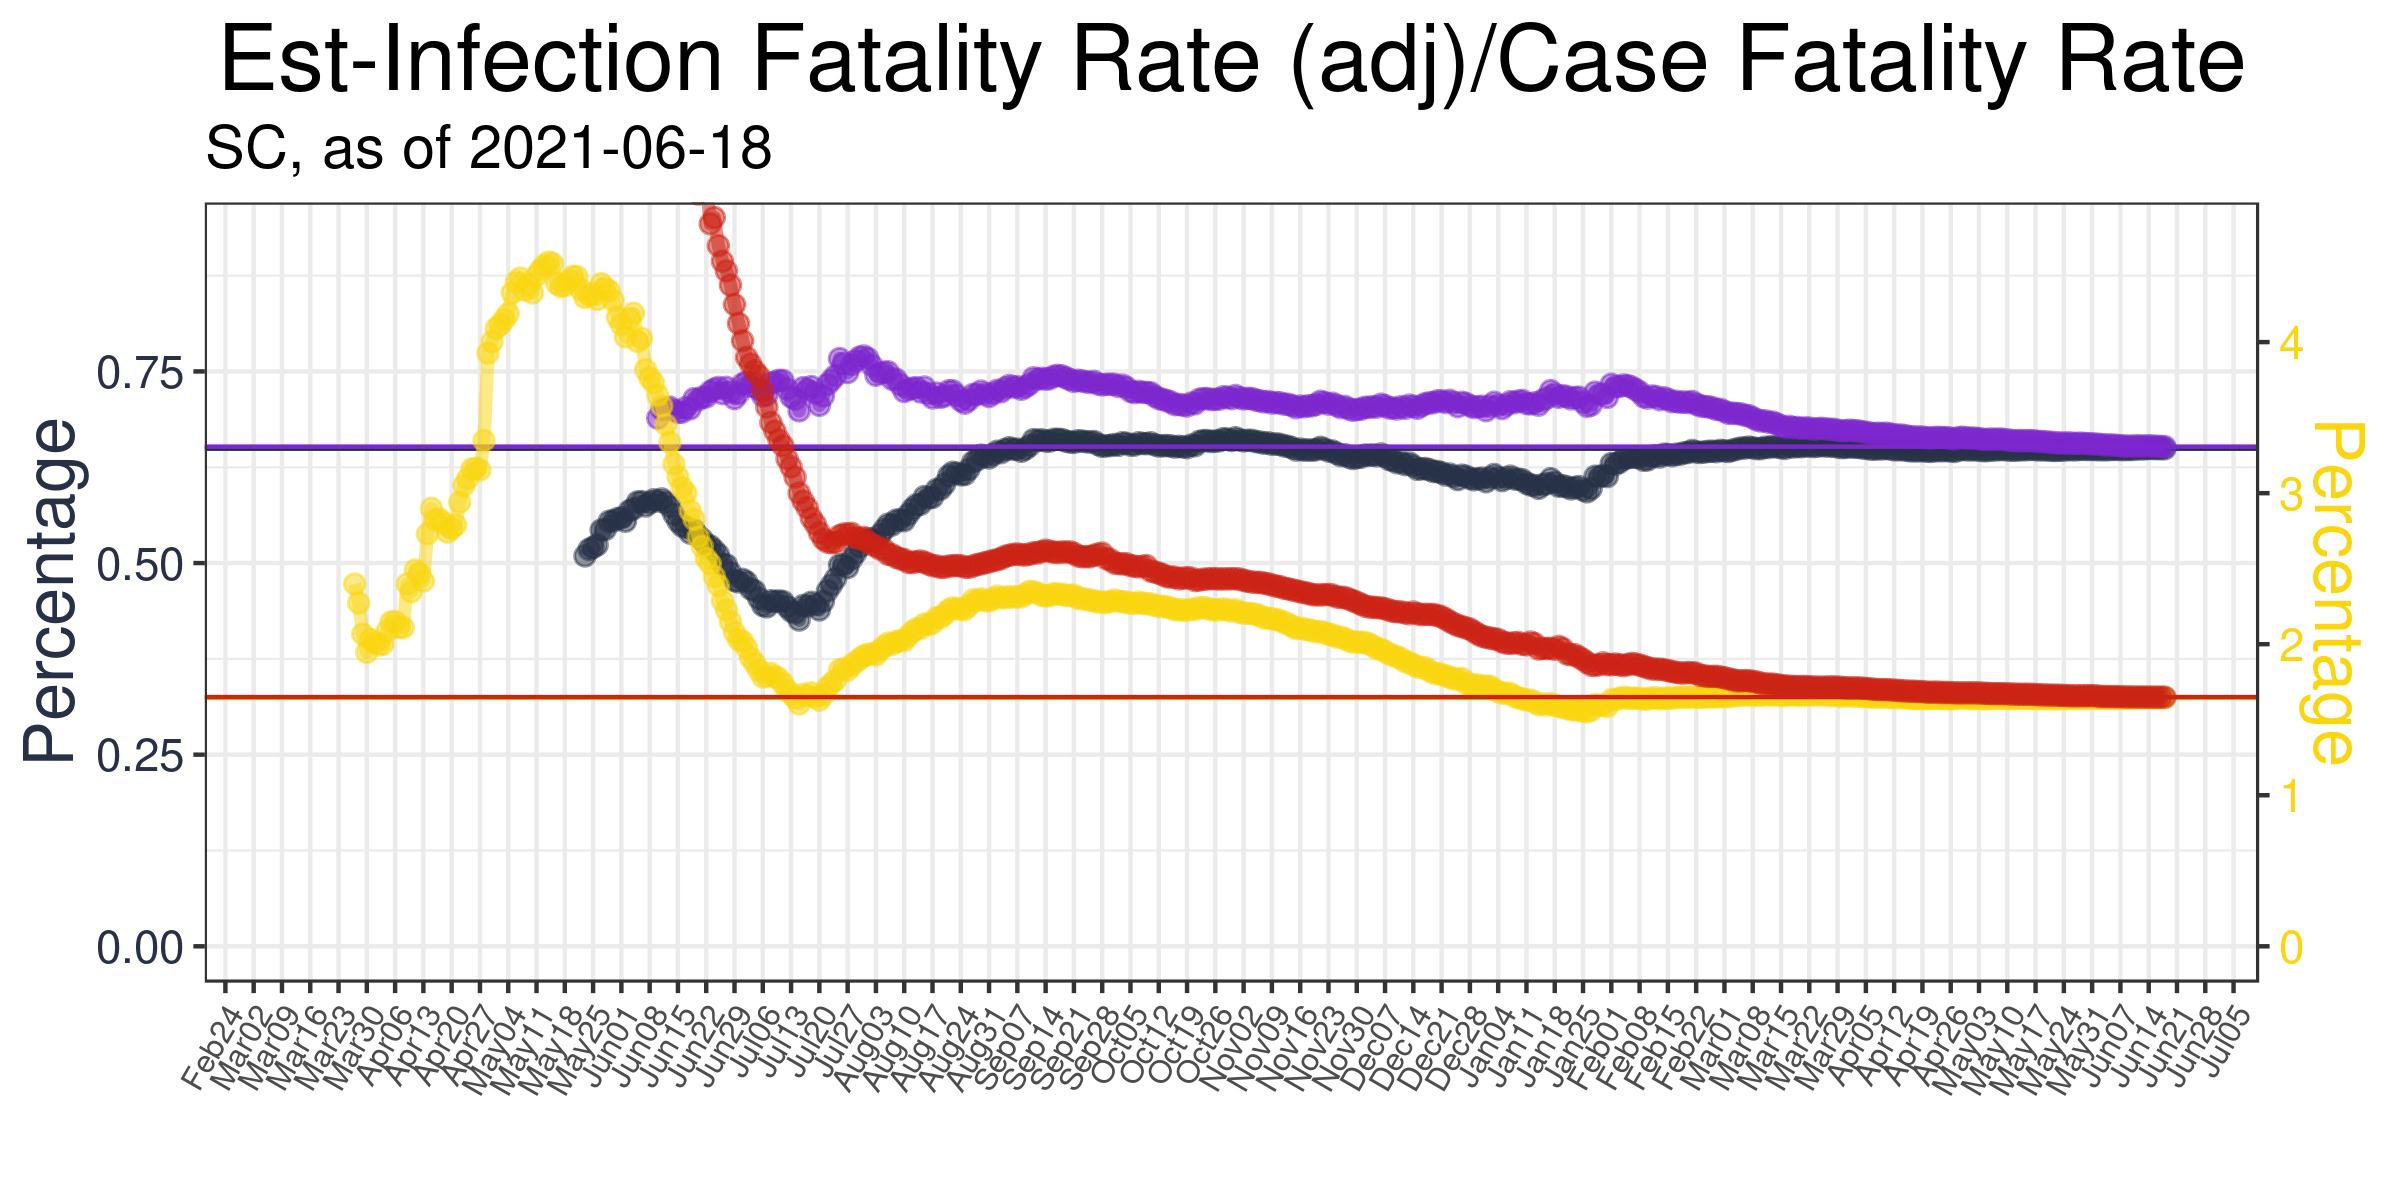 Est-Infection Fatality Rate (adj)/Case Fatality Rate
SC, as of 2021-06-18
Percentage
0.75
0.50
0.25
0.00
4
3
2
1
0
Percentage
Feb24 Mar02 Mar09 Mar16 Mar23 Mar30 Apr06 Apr13 Apr20 Apr27 May04 May11 May18 May25 Jun01 Jun08 Jun15 Jun22 Jun29 Jul06 Jul13 Jul20 Jul27 Aug03 Aug10 Aug17 Aug24 Aug31 Sep07 Sep14 Sep21 Sep28 Oct05 Oct12 Oct19 Oct26 Nov02 Nov09 Nov16 Nov23 Nov30 Dec07 Dec14 Dec21 Dec28 Jan04 Jan11 Jan18 Jan25 Feb01 Feb08 Feb15 Feb22 Mar01 Mar08 Mar15 Mar22 Mar29 Apr05 Apr12 Apr19 Apr26 May03 May10 May17 May24 May31 Jun07 Jun14 Jun21 Jun28 Jul05